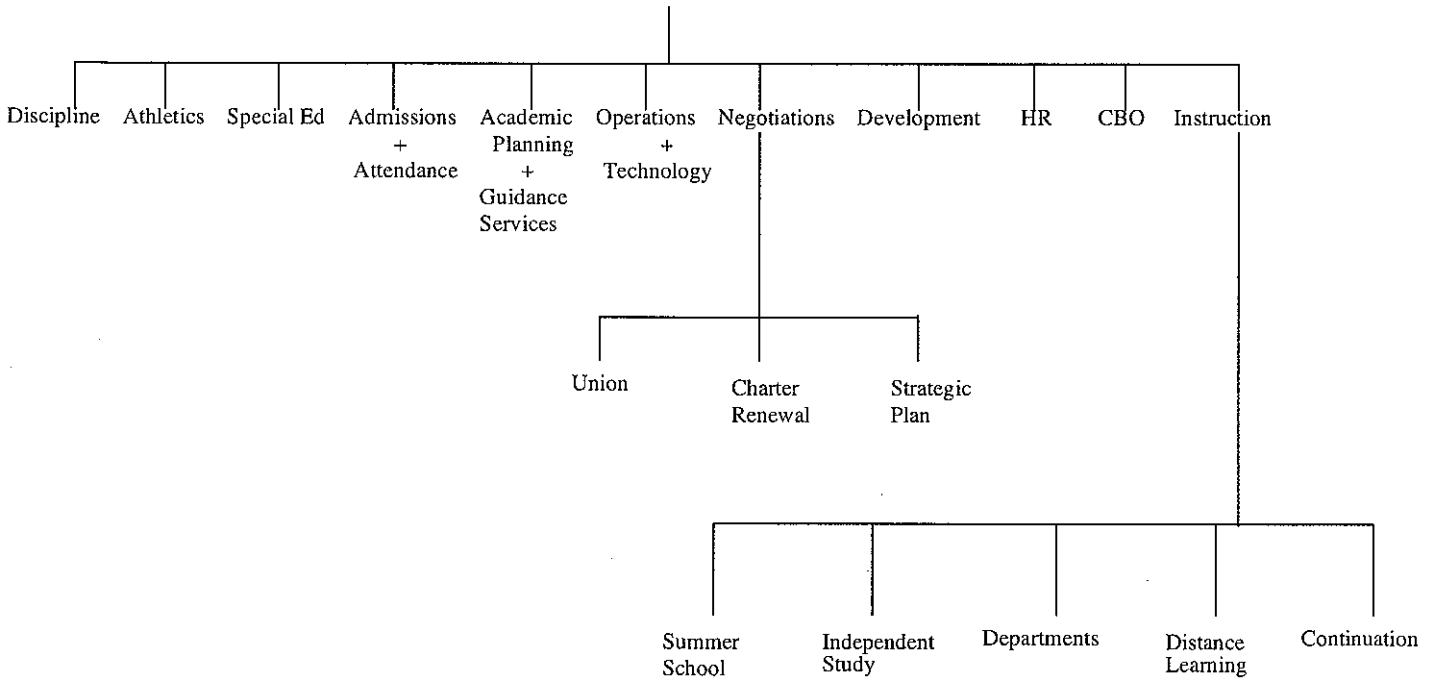 Discipline
Athletics
Special Ed
Admissions
+
Attendance
Academic
Planning
+
Guidance
Services
Operations
+
Technology
Negotiations
Development
HR
CBO
Instruction
Union
Charter
Renewal
Strategic
Plan
Summer
School
Independent
Study
Departments
Distance
Learning
Continuation